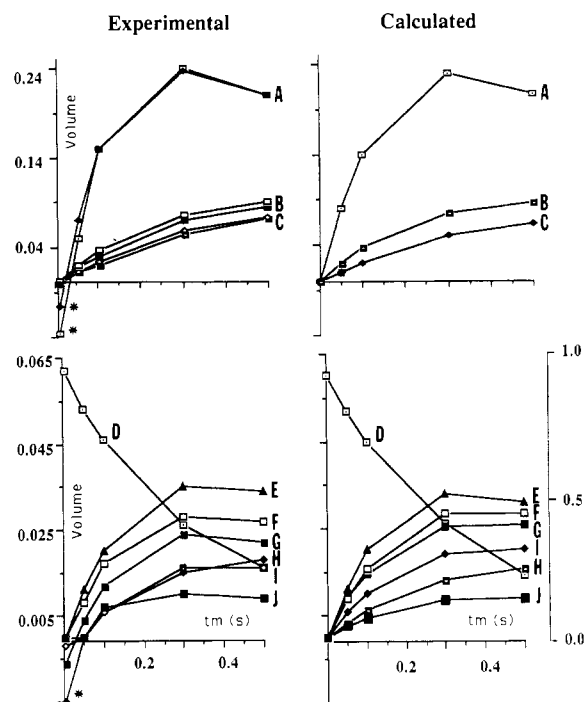 Experimental
Calculated
0.24
0.14
0.04
Volume
A
B
C
*
*
A
B
C
0.065
0.045
0.025
0.005
Volume
D
E
F
G
H
I
J
tm (s)
*
0.2
0.4
D
E
F
G
I
H
J
tm (s)
0.2
0.4
1.0
0.5
0.0